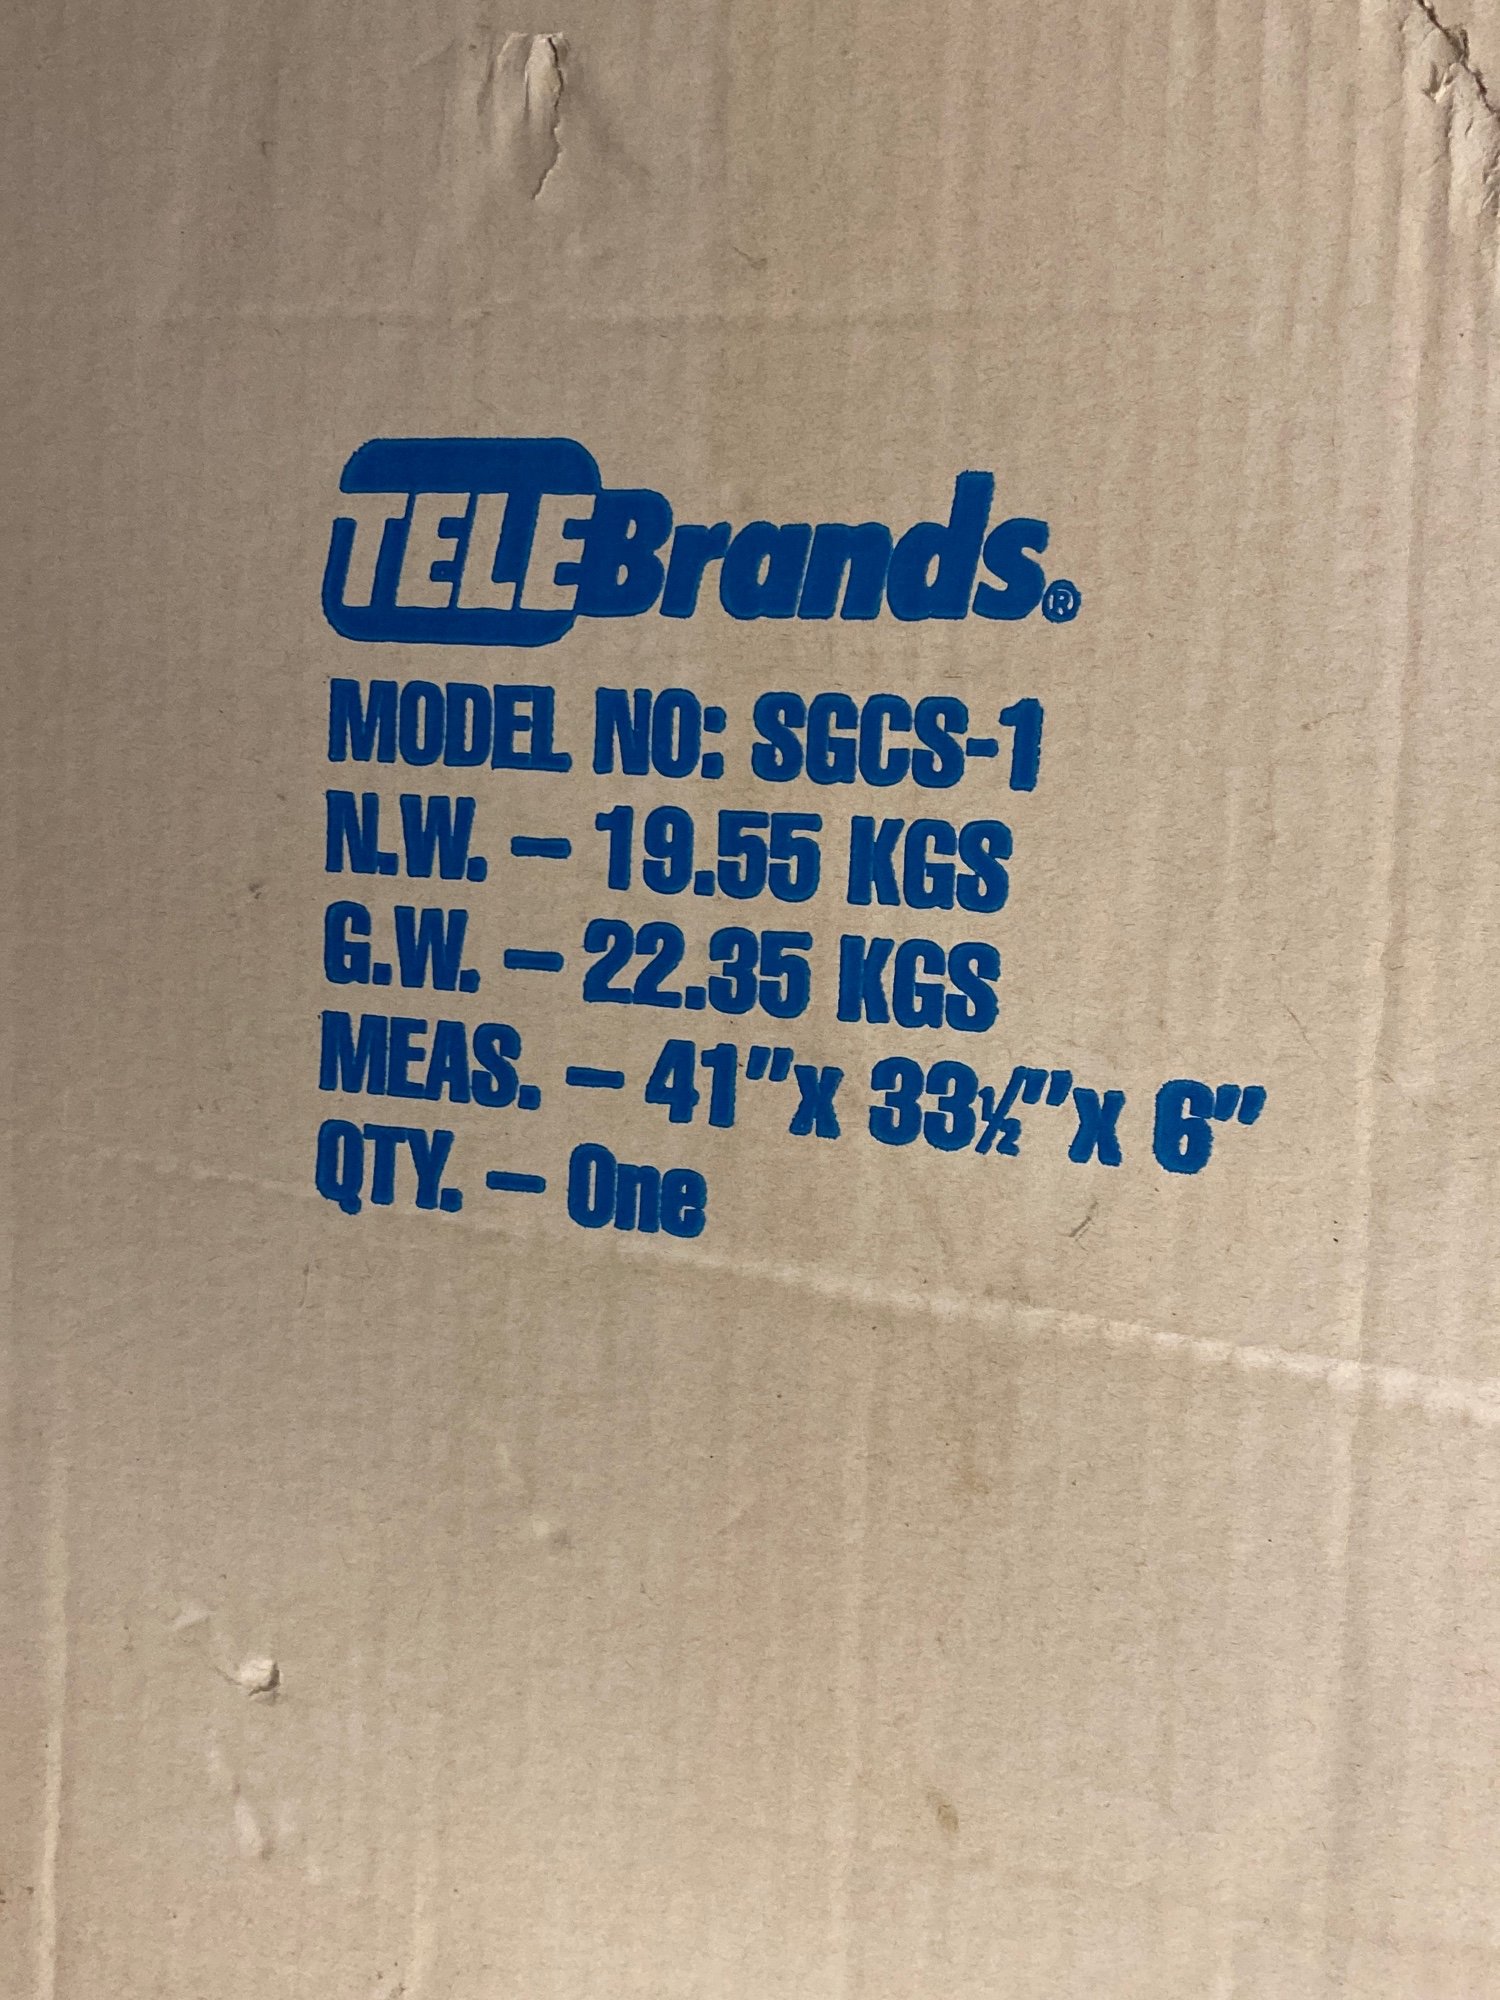 TELEBrands®
MODEL NO: SGCS-1
N.W. – 19.55 KGS
G.W. – 22.35 KGS
MEAS. – 41"x 33½"x 6"
QTY. – One